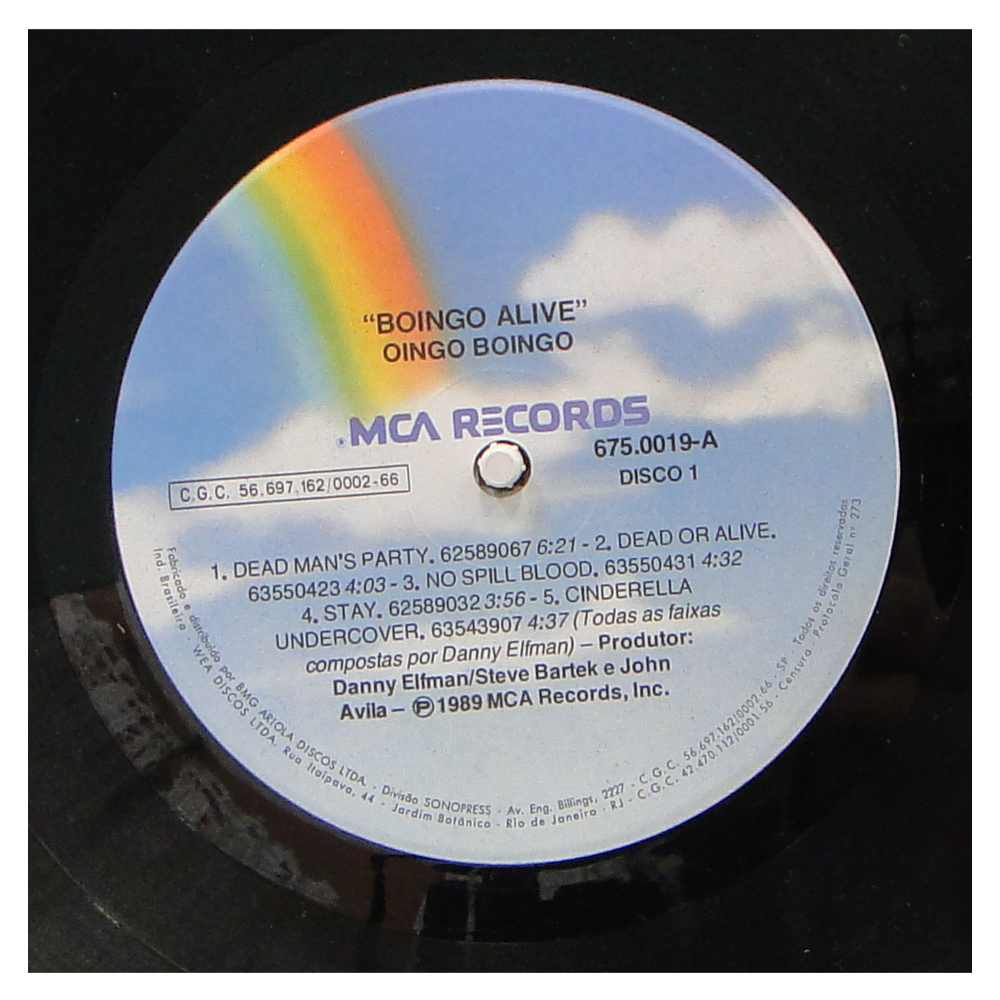 “BOINGO ALIVE”
OINGO BOINGO
MCA RECORDS
675.0019-A
DISCO 1
C.G.C. 56.697.162/0002-66
1. DEAD MAN'S PARTY. 62589067 6:21 - 2. DEAD OR ALIVE.
63550423 4:03 - 3. NO SPILL BLOOD. 63550431 4:32
4. STAY. 62589032 3:56 - 5. CINDERELLA
UNDERCOVER. 63543907 4:37 (Todas as faixas
compostas por Danny Elfman) – Produtor:
Danny Elfman/Steve Bartek e John
Avila – Ⓟ 1989 MCA Records, Inc.
Fabricado e distribuído por BMG ARIOLA DISCOS LTDA. - Divisão SONOPRESS - Av. Eng. Billings, 2227 - C.G.C. 56.697.162/0002-66 - SP - Todos os direitos reservados
Ind. Brasileira - WEA DISCOS LTDA. Rua Itaipava, 44 - Jardim Botânico - Rio de Janeiro - RJ - C.G.C. 42.470.112/0001-56 - Censura - Protocolo Geral nº 273